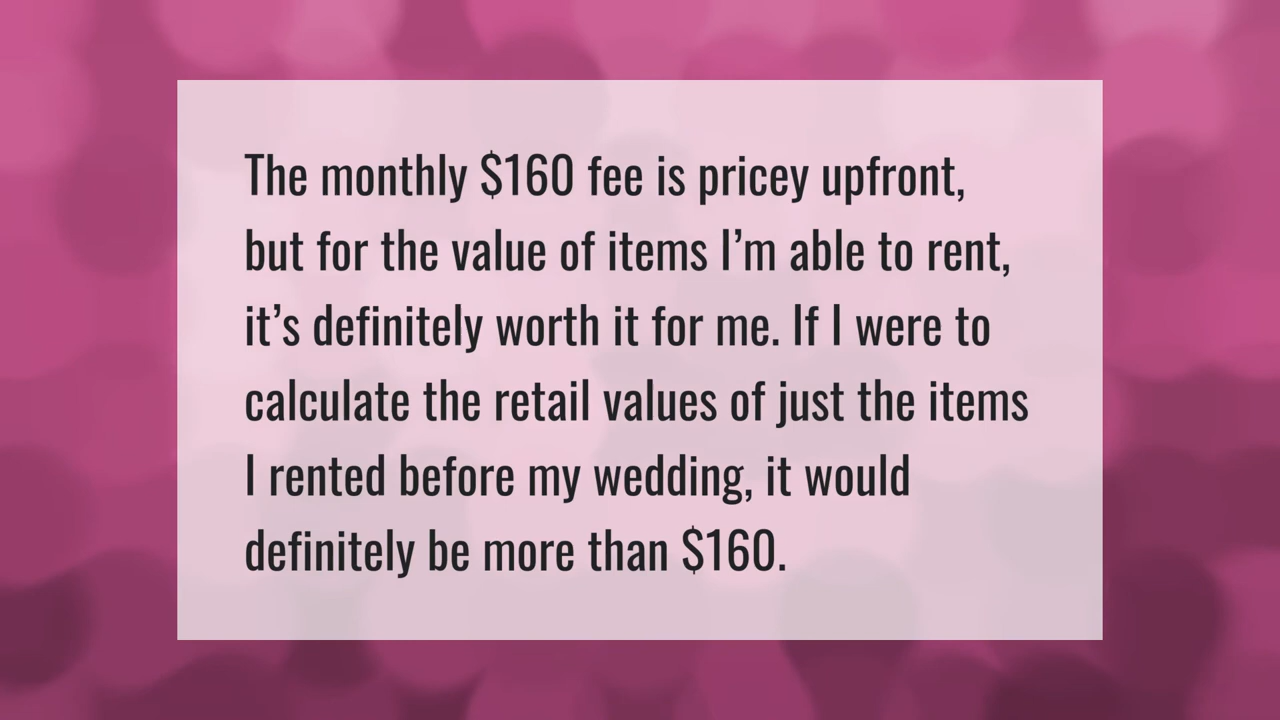 The monthly $160 fee is pricey upfront,
but for the value of items I’m able to rent,
it’s definitely worth it for me. If I were to
calculate the retail values of just the items
I rented before my wedding, it would
definitely be more than $160.